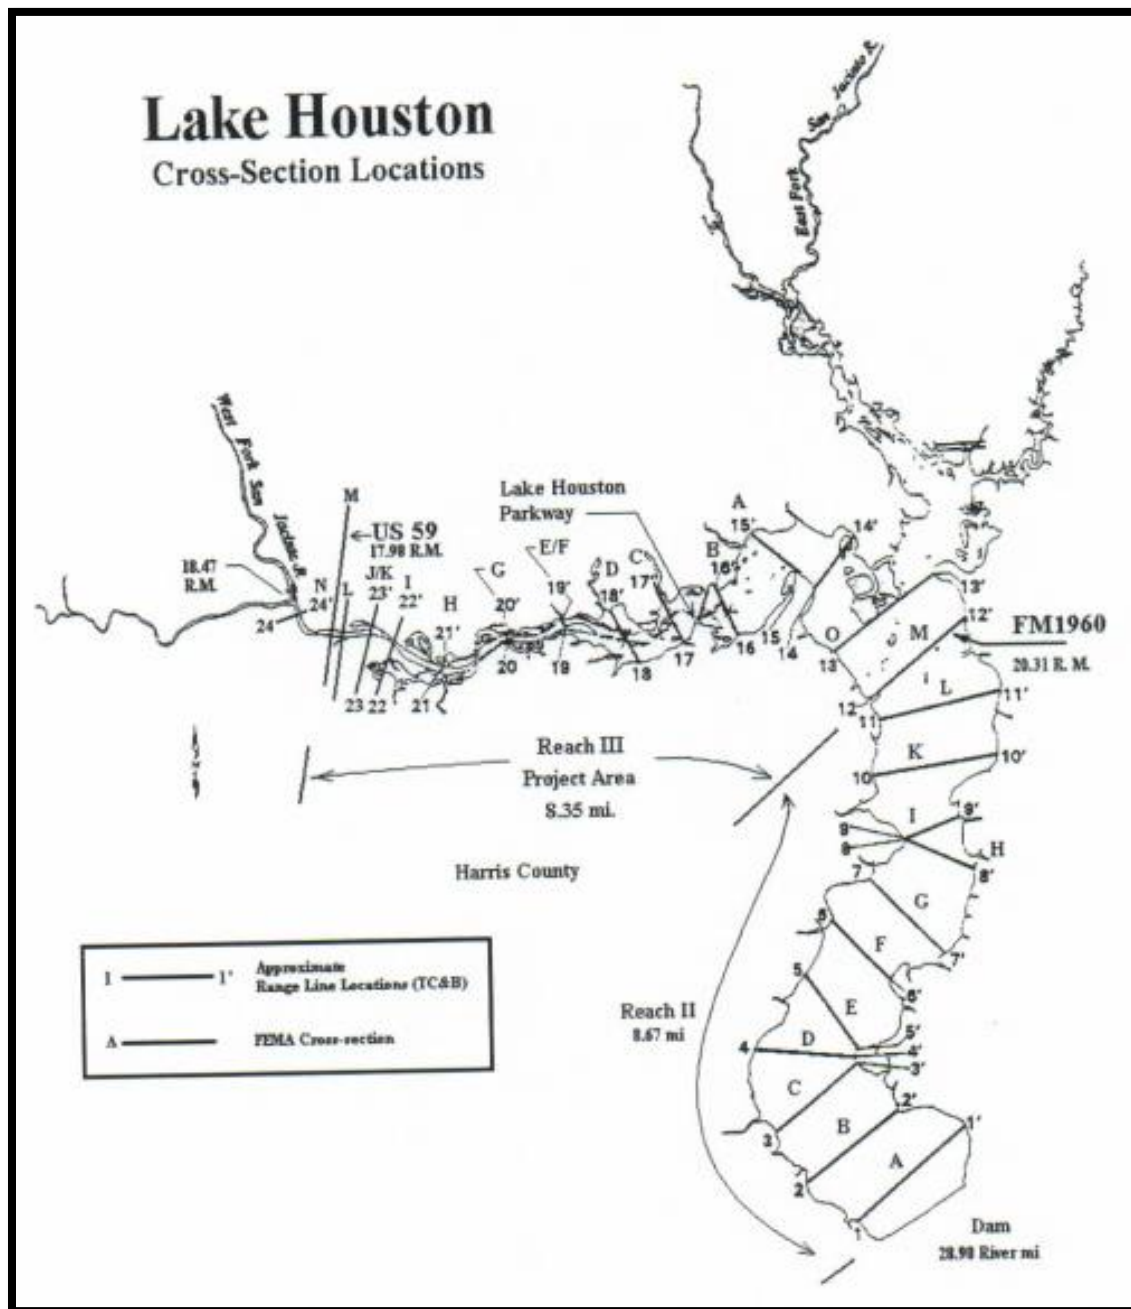 Lake Houston
Cross-Section Locations
San Jacinto R.
East Fork
West Fork San Jacinto R.
M
US 59
17.98 R.M.
18.47
R.M.
N
24'
24
L
J/K
23'
I
22'
H
21'
G
20'
E/F
19'
D
18'
C
17'
Lake Houston
Parkway
B
16'
A
15'
14'
23
22
21
20
19
18
17
16
15
14
O
13
13'
12'
M
FM1960
20.31 R. M.
12
11
L
11'
K
10
10'
I
9
9'
8
H
8'
7
G
7'
F
6'
5
E
5'
D
4
4'
3'
C
3
2'
B
2
1'
A
1
Reach III
Project Area
8.35 mi.
Harris County
Reach II
8.67 mi
Dam
28.90 River mi
1 1' Approximate
Range Line Locations (TC&B)
A FEMA Cross-section